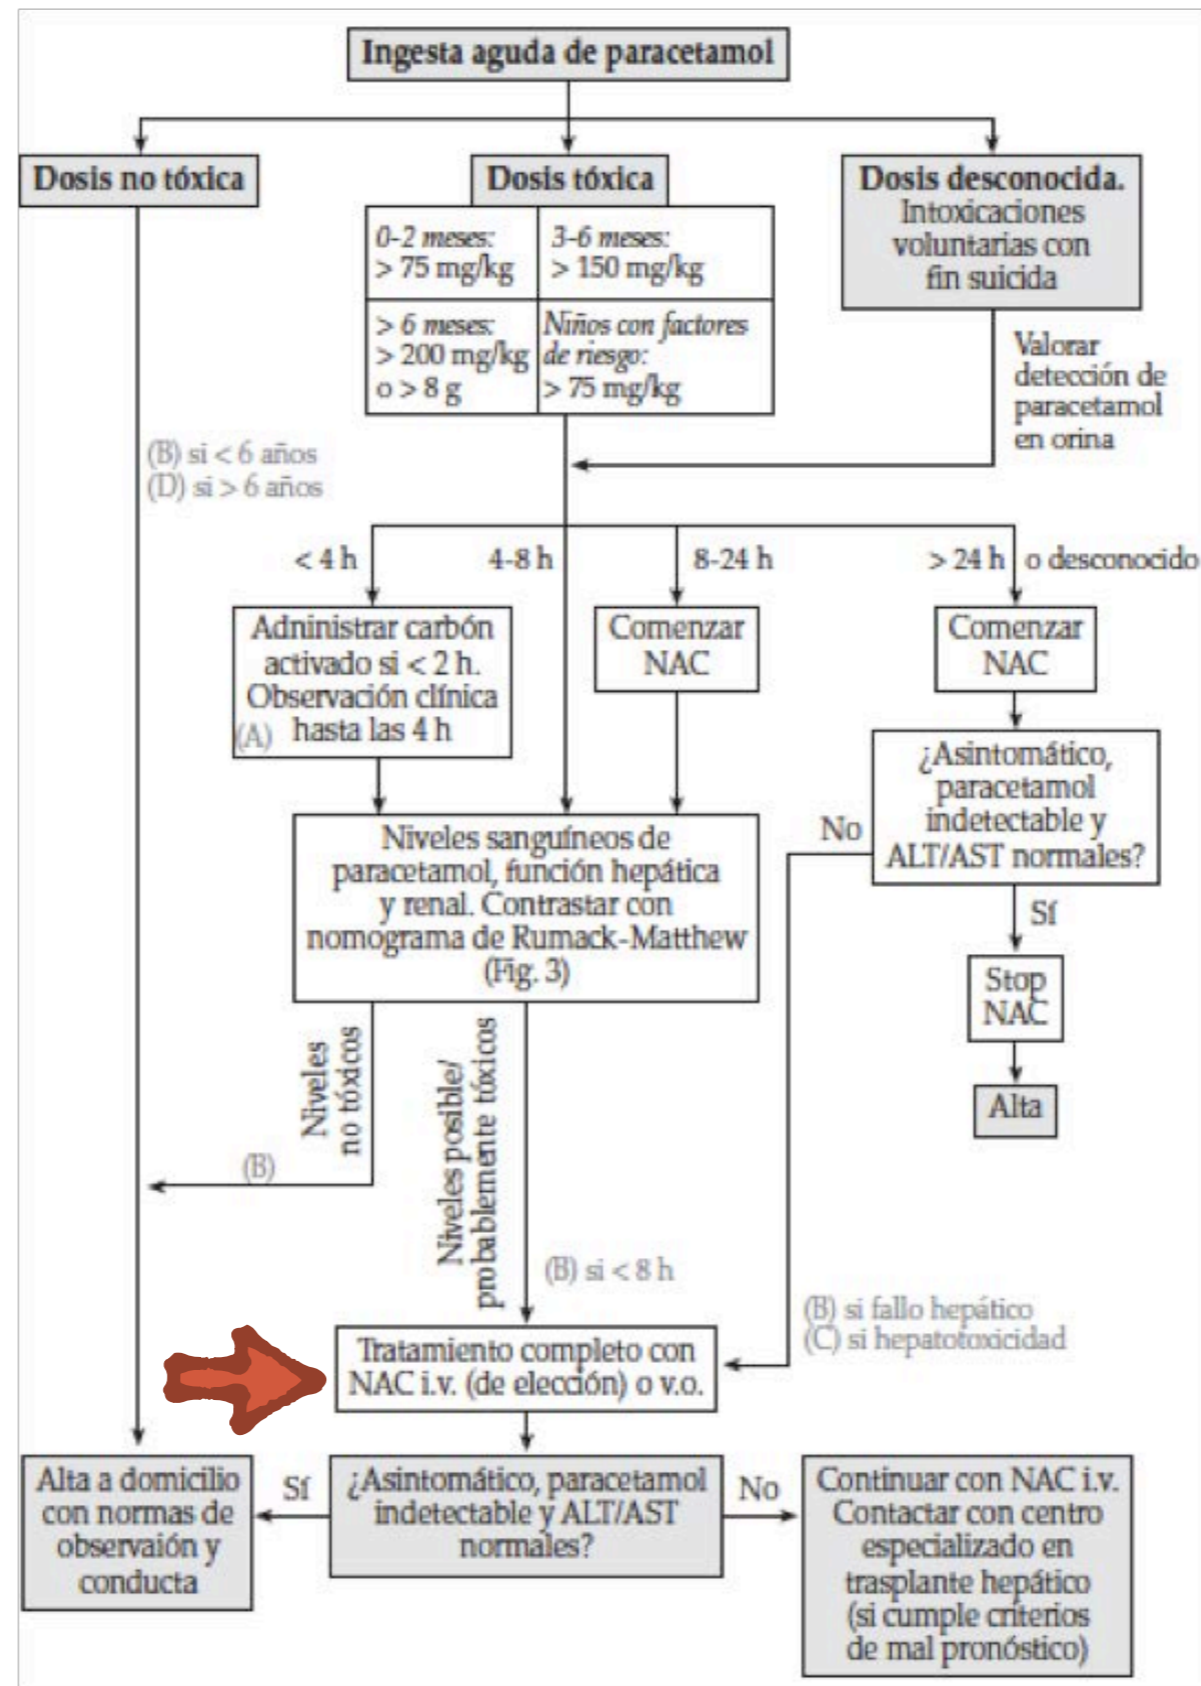 Ingesta aguda de paracetamol
Dosis no tóxica
Dosis tóxica
0-2 meses:
> 75 mg/kg
3-6 meses:
> 150 mg/kg
> 6 meses:
> 200 mg/kg
o > 8 g
Niños con factores
de riesgo:
> 75 mg/kg
Dosis desconocida.
Intoxicaciones
voluntarias con
fin suicida
Valorar
detección de
paracetamol
en orina
(B) si < 6 años
(D) si > 6 años
< 4 h
4-8 h
8-24 h
> 24 h o desconocido
Adninistrar carbón
activado si < 2 h.
Observación clínica
(A) hasta las 4 h
Comenzar
NAC
Comenzar
NAC
¿Asintomático,
paracetamol
indetectable y
ALT/AST normales?
No
Sí
Stop
NAC
Alta
Niveles sanguíneos de
paracetamol, función hepática
y renal. Contrastar con
nomograma de Rumack-Matthew
(Fig. 3)
Niveles
no tóxicos
(B)
Niveles posible/
probablemente tóxicos
(B) si < 8 h
(B) si fallo hepático
(C) si hepatotoxicidad
Tratamiento completo con
NAC i.v. (de elección) o v.o.
Alta a domicilio
con normas de
observaión y
conducta
Sí
¿Asintomático, paracetamol
indetectable y ALT/AST
normales?
No
Continuar con NAC i.v.
Contactar con centro
especializado en
trasplante hepático
(si cumple criterios
de mal pronóstico)